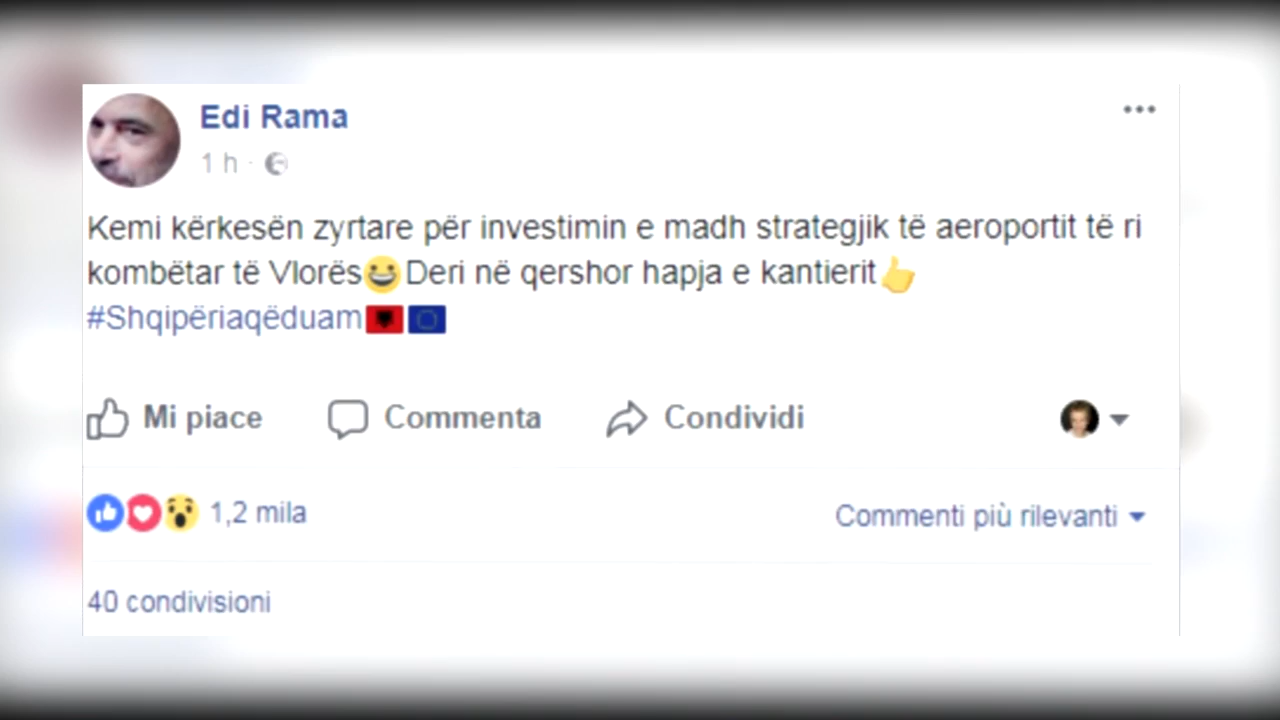 Edi Rama
1 h ·
Kemi kërkesën zyrtare për investimin e madh strategjik të aeroportit të ri
kombëtar të Vlorës😀Deri në qershor hapja e kantierit👍
#Shqipëriaqëduam🇦🇱🇪🇺
Mi piace Commenta Condividi
1,2 mila Commenti più rilevanti
40 condivisioni